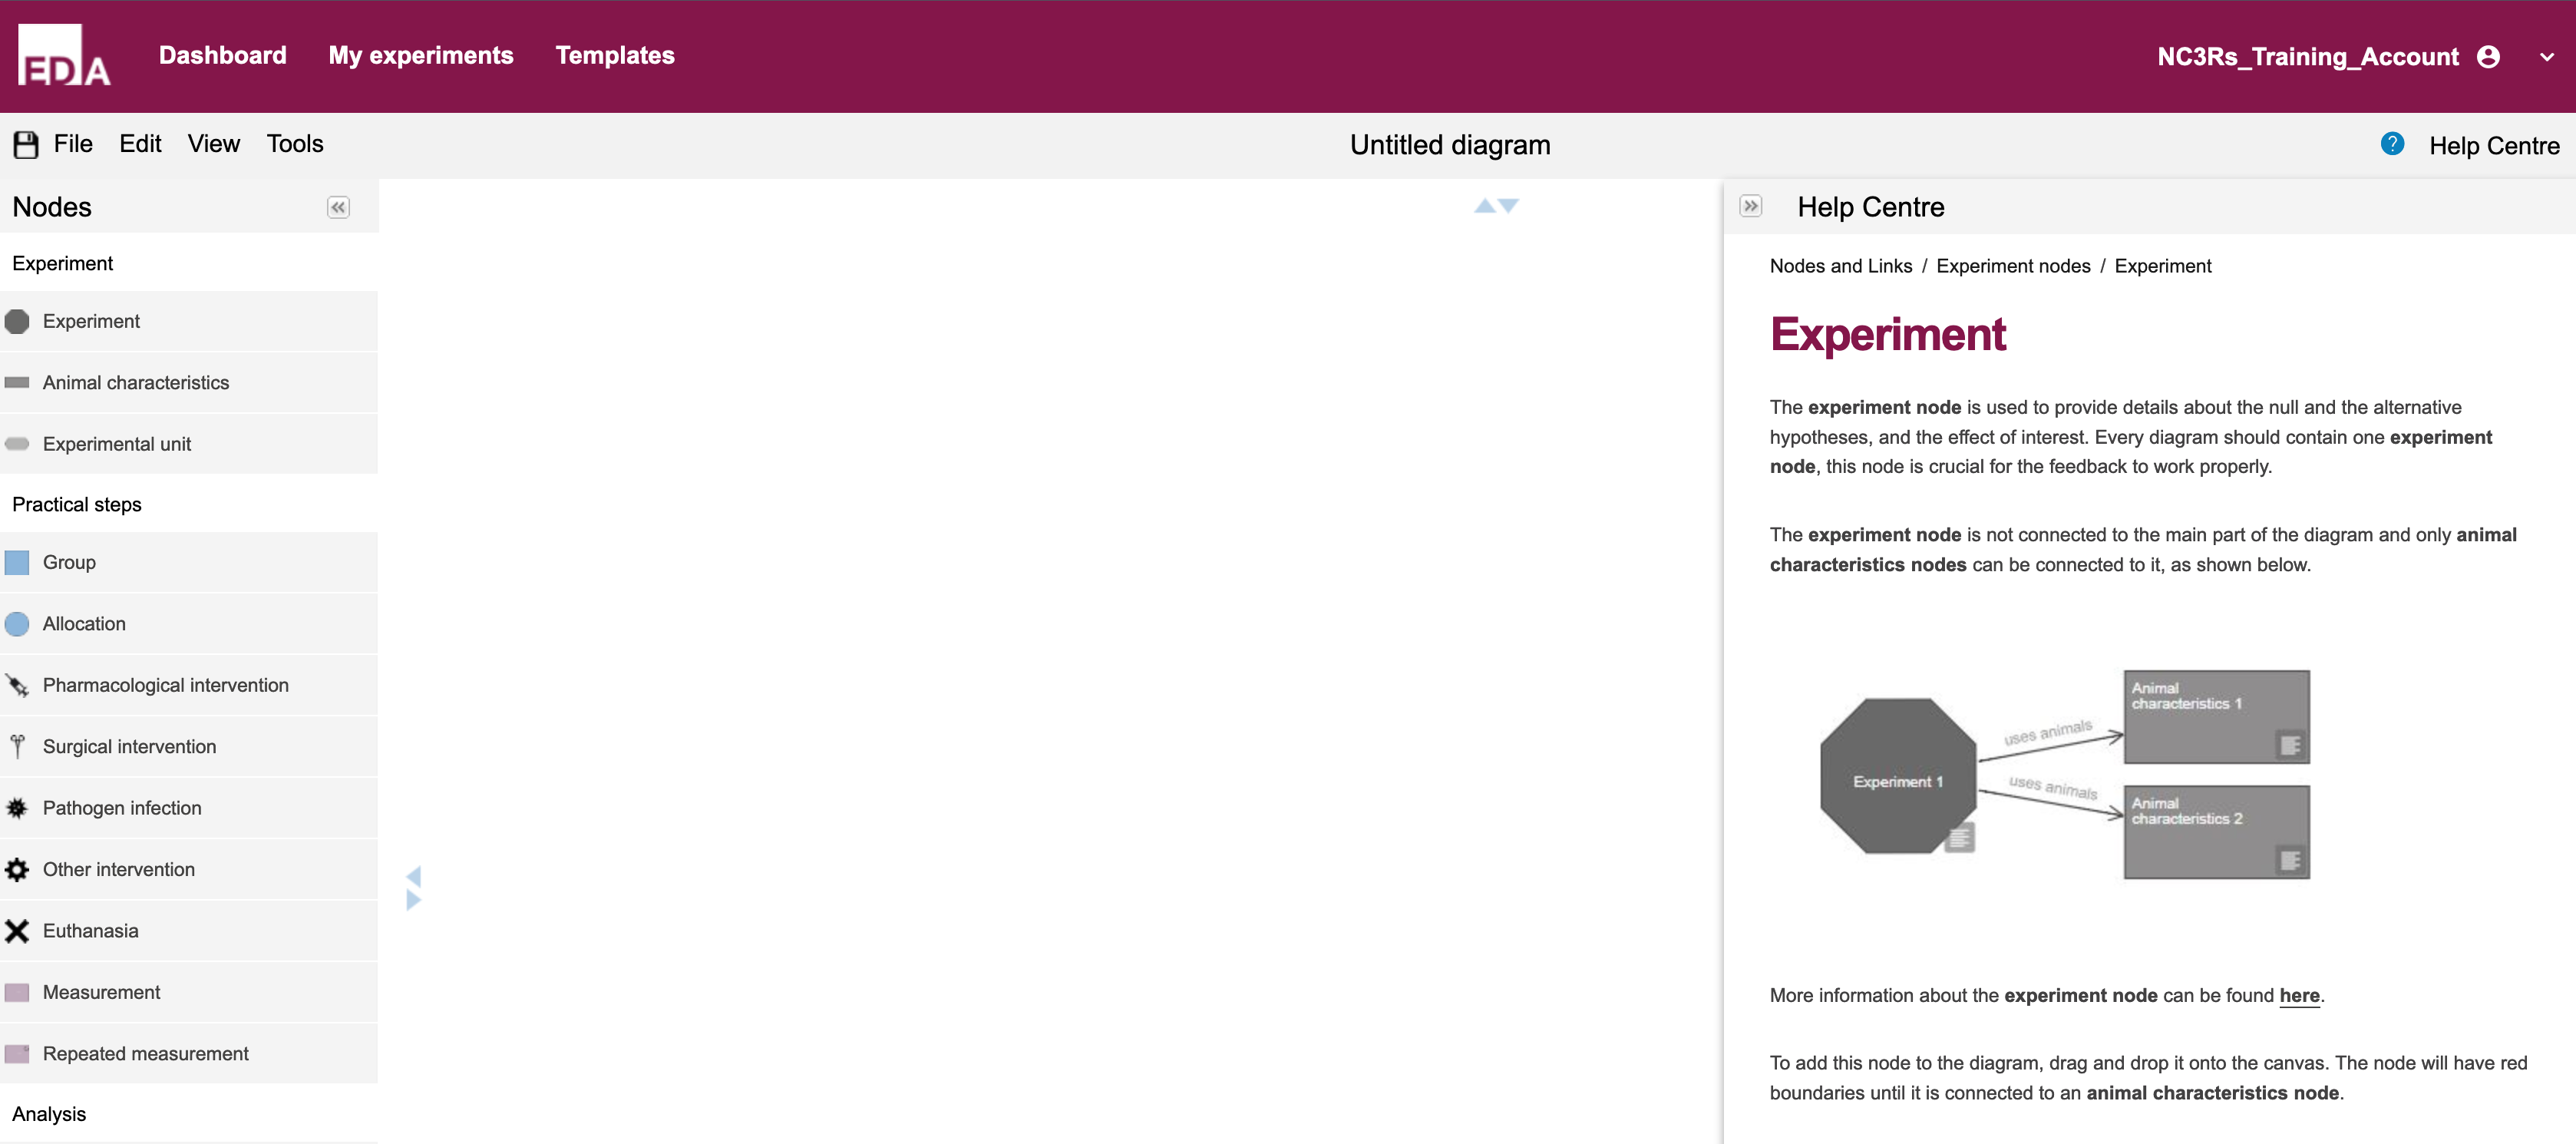 EDA
Dashboard My experiments Templates
NC3Rs_Training_Account
File Edit View Tools
Untitled diagram
? Help Centre
Nodes
Experiment
Experiment
Animal characteristics
Experimental unit
Practical steps
Group
Allocation
Pharmacological intervention
Surgical intervention
Pathogen infection
Other intervention
Euthanasia
Measurement
Repeated measurement
Analysis
Help Centre
Nodes and Links / Experiment nodes / Experiment
Experiment
The experiment node is used to provide details about the null and the alternative
hypotheses, and the effect of interest. Every diagram should contain one experiment
node, this node is crucial for the feedback to work properly.
The experiment node is not connected to the main part of the diagram and only animal
characteristics nodes can be connected to it, as shown below.
Experiment 1
uses animals
Animal
characteristics 1
uses animals
Animal
characteristics 2
More information about the experiment node can be found here.
To add this node to the diagram, drag and drop it onto the canvas. The node will have red
boundaries until it is connected to an animal characteristics node.